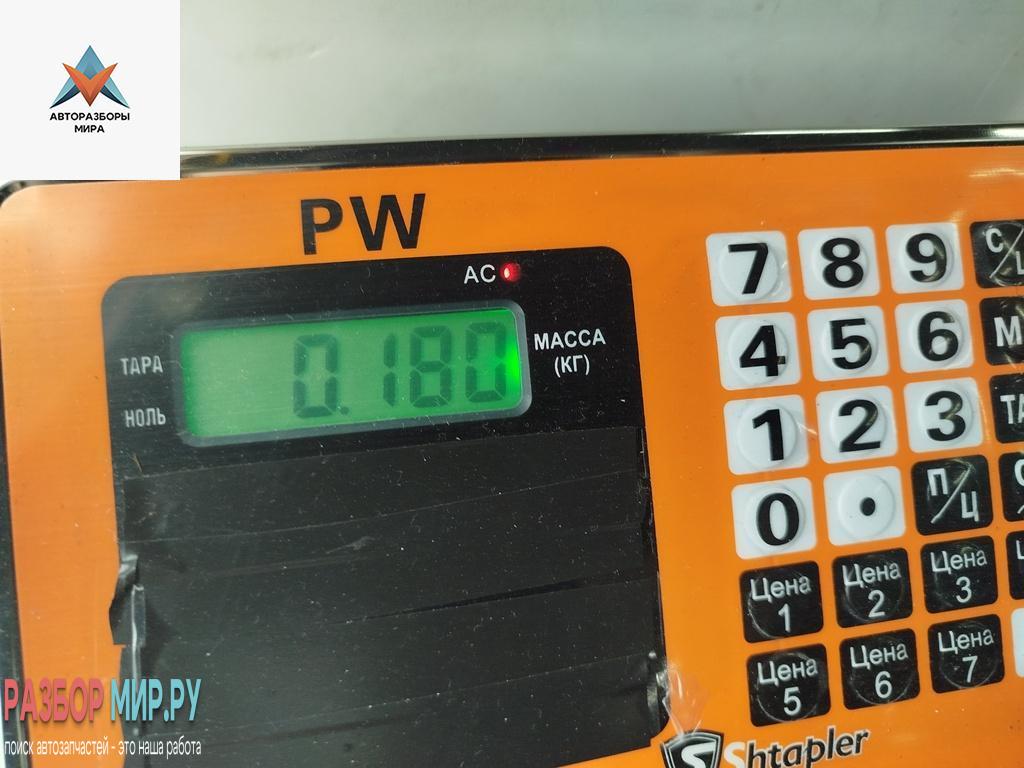 АВТОРАЗБОРЫ
МИРА
PW
AC
ТАРА
0.180
МАССА
(КГ)
НОЛЬ
7 8 9
4 5 6
1 2 3
0 . П/Ц
Цена 1 Цена 2 Цена 3
Цена 5 Цена 6 Цена 7
Shtapler
РАЗБОР МИР.РУ
поиск автозапчастей - это наша работа